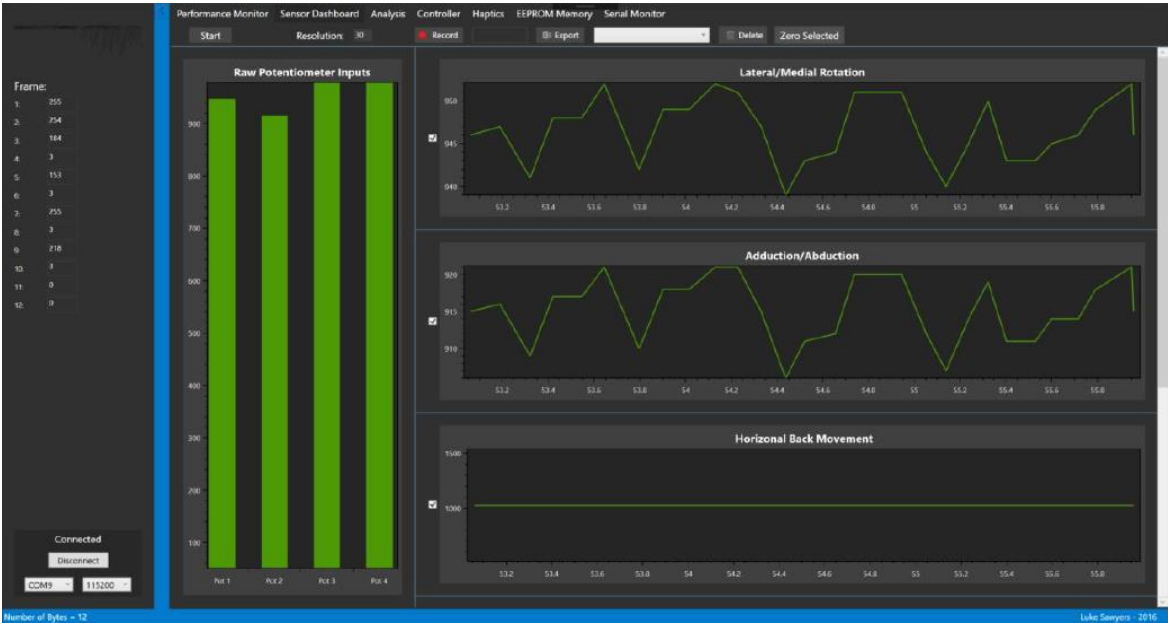 Performance Monitor Sensor Dashboard Analysis Controller Haptics EEPROM Memory Serial Monitor
Start Resolution: 30 Record Export Delete Zero Selected
Frame:
1: 255
2: 254
3: 184
4: 3
5: 153
6: 3
7: 255
8: 3
9: 218
10: 3
11: 0
12: 0
Connected
Disconnect
COM9 115200
Raw Potentiometer Inputs
900
800
700
600
500
400
300
200
100
Pot 1 Pot 2 Pot 3 Pot 4
Lateral/Medial Rotation
950
945
940
53.2 53.4 53.6 53.8 54 54.2 54.4 54.6 54.8 55 55.2 55.4 55.6 55.8
Adduction/Abduction
920
915
910
53.2 53.4 53.6 53.8 54 54.2 54.4 54.6 54.8 55 55.2 55.4 55.6 55.8
Horizonal Back Movement
1500
1000
53.2 53.4 53.6 53.8 54 54.2 54.4 54.6 54.8 55 55.2 55.4 55.6 55.8
Number of Bytes = 12
Luke Sawyers - 2016